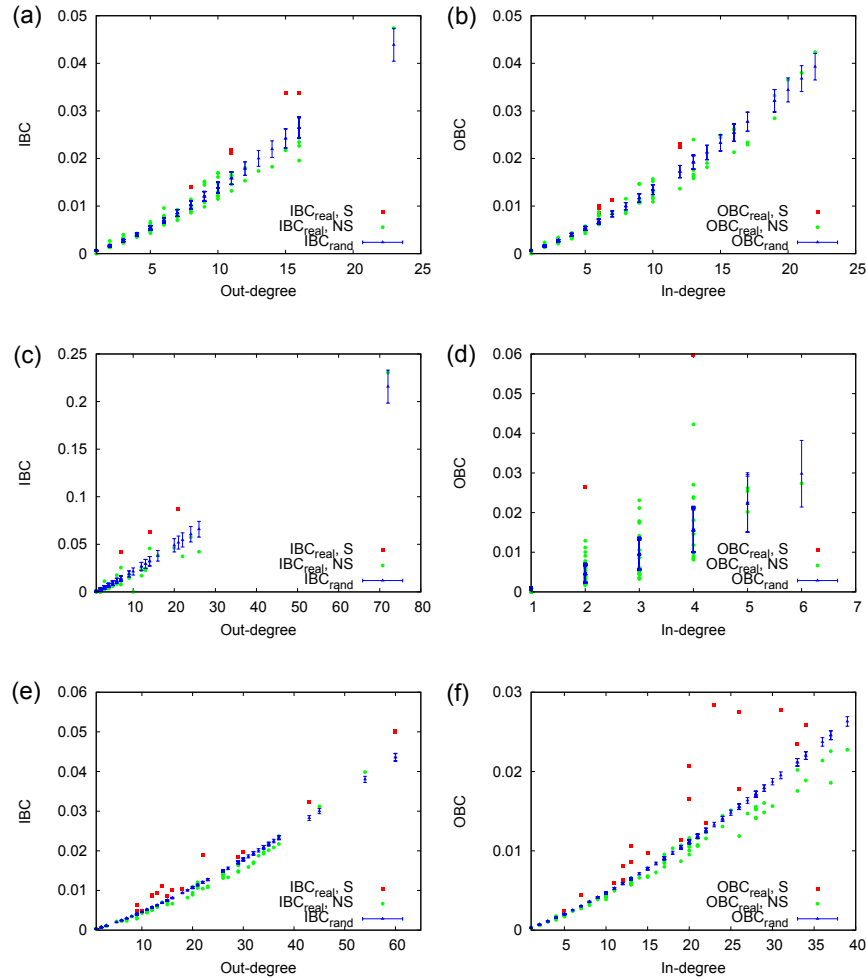 (a)
0.05
0.04
0.03
0.02
0.01
0
IBC
5
10
15
20
25
Out-degree
IBCreal, S
IBCreal, NS
IBCrand
(b)
0.05
0.04
0.03
0.02
0.01
0
OBC
5
10
15
20
25
In-degree
OBCreal, S
OBCreal, NS
OBCrand
(c)
0.25
0.2
0.15
0.1
0.05
0
IBC
10
20
30
40
50
60
70
80
Out-degree
IBCreal, S
IBCreal, NS
IBCrand
(d)
0.06
0.05
0.04
0.03
0.02
0.01
0
OBC
1
2
3
4
5
6
7
In-degree
OBCreal, S
OBCreal, NS
OBCrand
(e)
0.06
0.05
0.04
0.03
0.02
0.01
0
IBC
10
20
30
40
50
60
Out-degree
IBCreal, S
IBCreal, NS
IBCrand
(f)
0.03
0.02
0.01
0
OBC
5
10
15
20
25
30
35
40
In-degree
OBCreal, S
OBCreal, NS
OBCrand